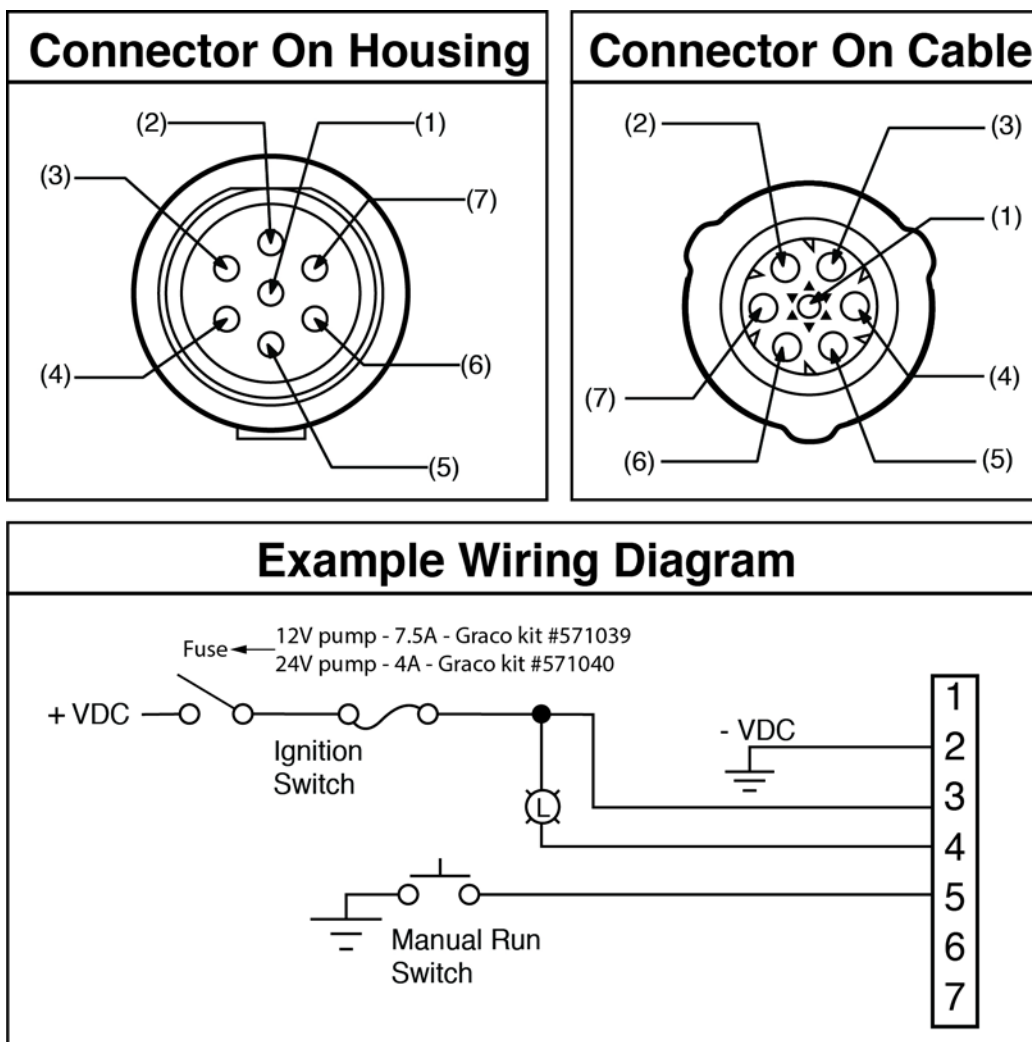 Connector On Housing
(2)
(1)
(3)
(7)
(4)
(6)
(5)
Connector On Cable
(2)
(3)
(1)
(4)
(7)
(6)
(5)
Example Wiring Diagram
Fuse
12V pump - 7.5A - Graco kit #571039
24V pump - 4A - Graco kit #571040
+ VDC
Ignition
Switch
- VDC
L
Manual Run
Switch
1
2
3
4
5
6
7